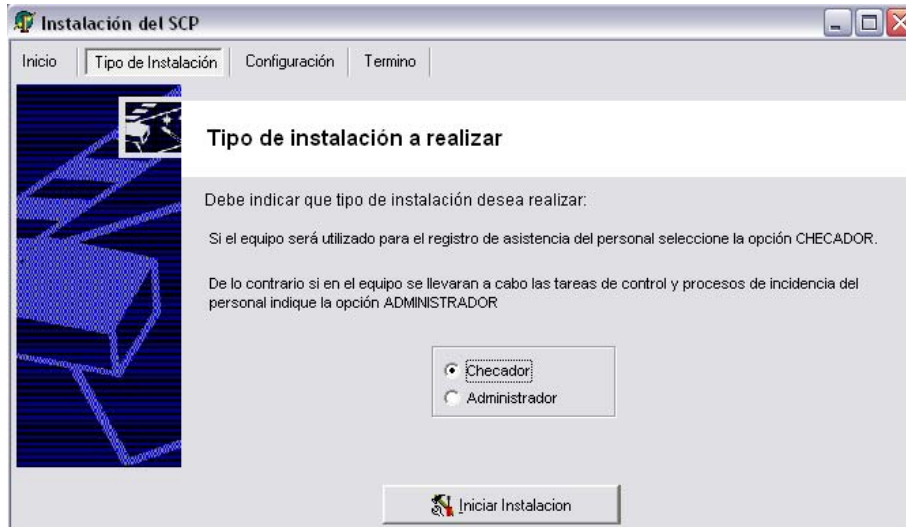 Instalación del SCP
Inicio Tipo de Instalación Configuración Termino
Tipo de instalación a realizar
Debe indicar que tipo de instalación desea realizar:
Si el equipo será utilizado para el registro de asistencia del personal seleccione la opción CHECADOR.
De lo contrario si en el equipo se llevaran a cabo las tareas de control y procesos de incidencia del
personal indique la opción ADMINISTRADOR
Checador
Administrador
Iniciar Instalacion